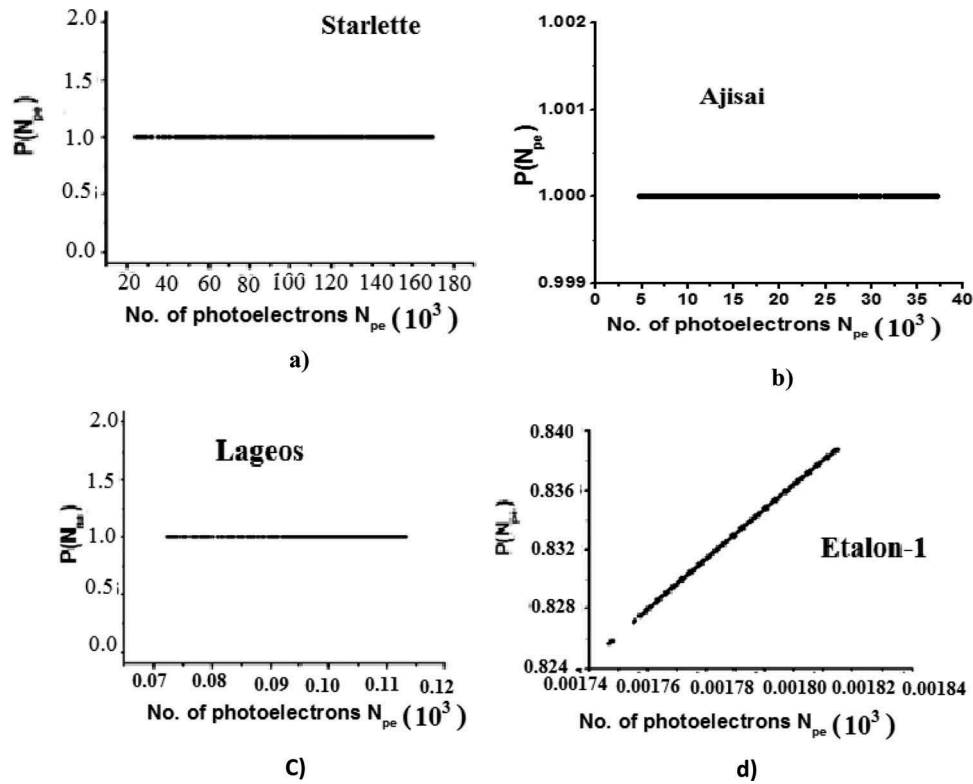 Starlette
2.0
1.5
1.0
0.5
0.0
P(N_pe)
20 40 60 80 100 120 140 160 180
No. of photoelectrons N_pe (10^3)
a)
Ajisai
1.002
1.001
1.000
0.999
P(N_pe)
0 5 10 15 20 25 30 35 40
No. of photoelectrons N_pe (10^3)
b)
Lageos
2.0
1.5
1.0
0.5
0.0
0.07 0.08 0.09 0.10 0.11 0.12
No. of photoelectrons N_pe (10^3)
C)
Etalon-1
0.840
0.836
0.832
0.828
0.824
0.00174 0.00176 0.00178 0.00180 0.00182 0.00184
No. of photoelectrons N_pe (10^3)
d)